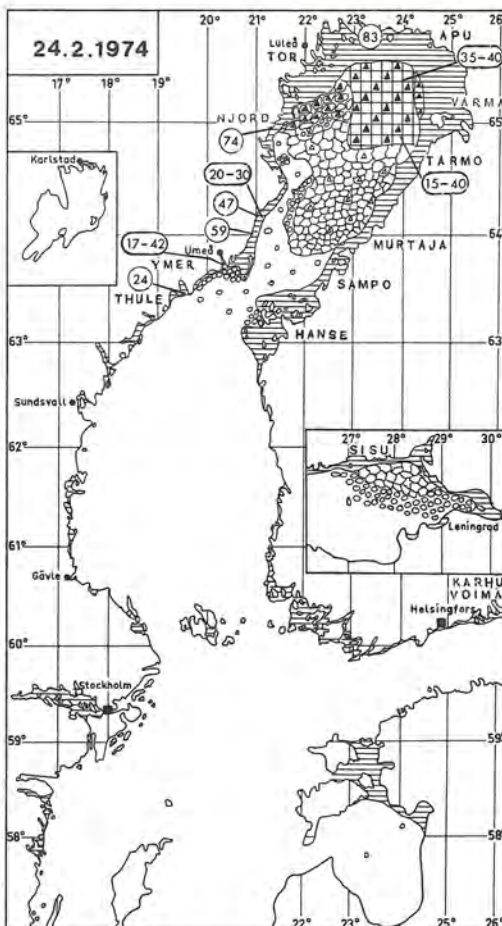 24.2.1974
20° 21° 22° 23° 24° 25°
83
APU
Luleå
TOR
35-40
17° 18° 19°
VARMA
65°
NJORD
74
Karlstad
TARMO
20-30
15-40
47
64
59
17-42
MURTAJA
Umeå
YMER
24
SAMPO
THULE
HANSE
63°
63
Sundsvall
62°
62
27° 28° 29° 30
SISU
61°
Leningrad
Gävle
KARHU
VOIMA
Helsingfors
60°
Stockholm
59°
59
58°
58
22° 23° 24° 25° 26